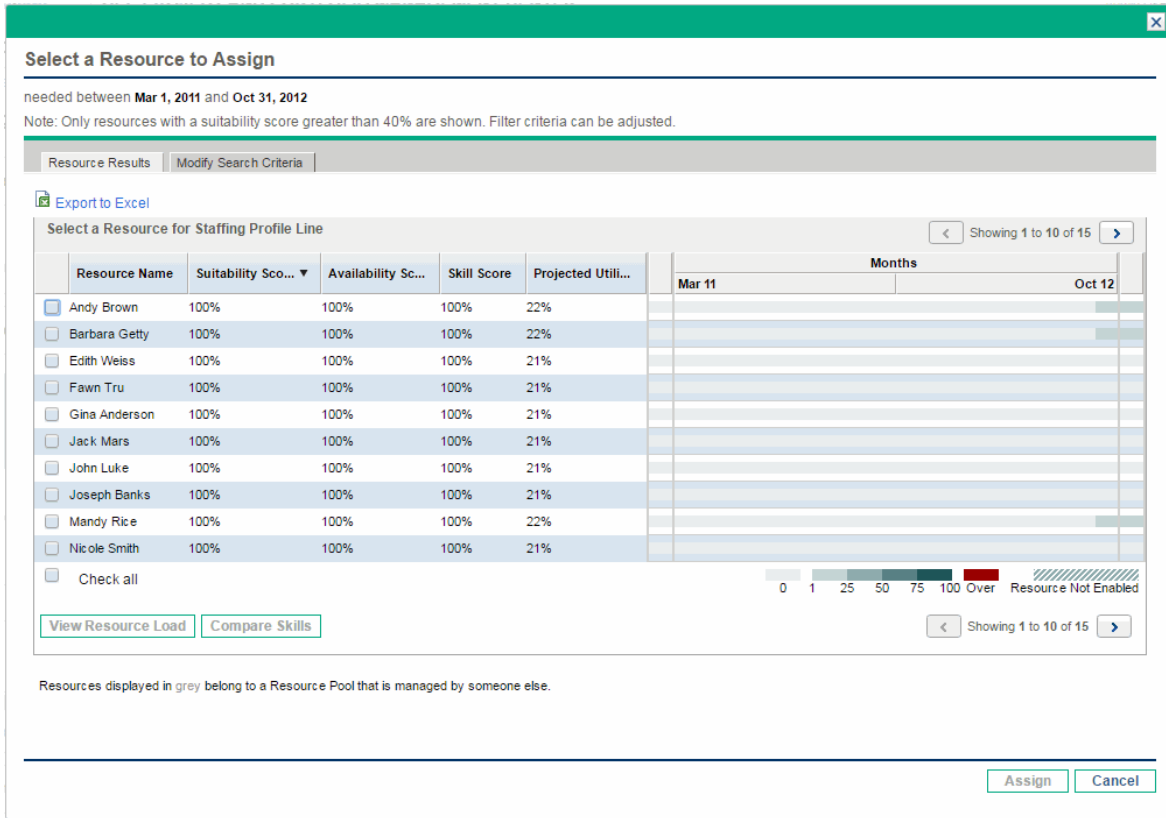 Select a Resource to Assign
needed between Mar 1, 2011 and Oct 31, 2012
Note: Only resources with a suitability score greater than 40% are shown. Filter criteria can be adjusted.
Resource Results Modify Search Criteria
Export to Excel
Select a Resource for Staffing Profile Line Showing 1 to 10 of 15
Resource Name Suitability Sco... ▼ Availability Sc... Skill Score Projected Utili... Months
Mar 11 Oct 12
Andy Brown 100% 100% 100% 22%
Barbara Getty 100% 100% 100% 22%
Edith Weiss 100% 100% 100% 21%
Fawn Tru 100% 100% 100% 21%
Gina Anderson 100% 100% 100% 21%
Jack Mars 100% 100% 100% 21%
John Luke 100% 100% 100% 21%
Joseph Banks 100% 100% 100% 21%
Mandy Rice 100% 100% 100% 22%
Nicole Smith 100% 100% 100% 21%
Check all
0 1 25 50 75 100 Over Resource Not Enabled
View Resource Load Compare Skills Showing 1 to 10 of 15
Resources displayed in grey belong to a Resource Pool that is managed by someone else.
Assign Cancel